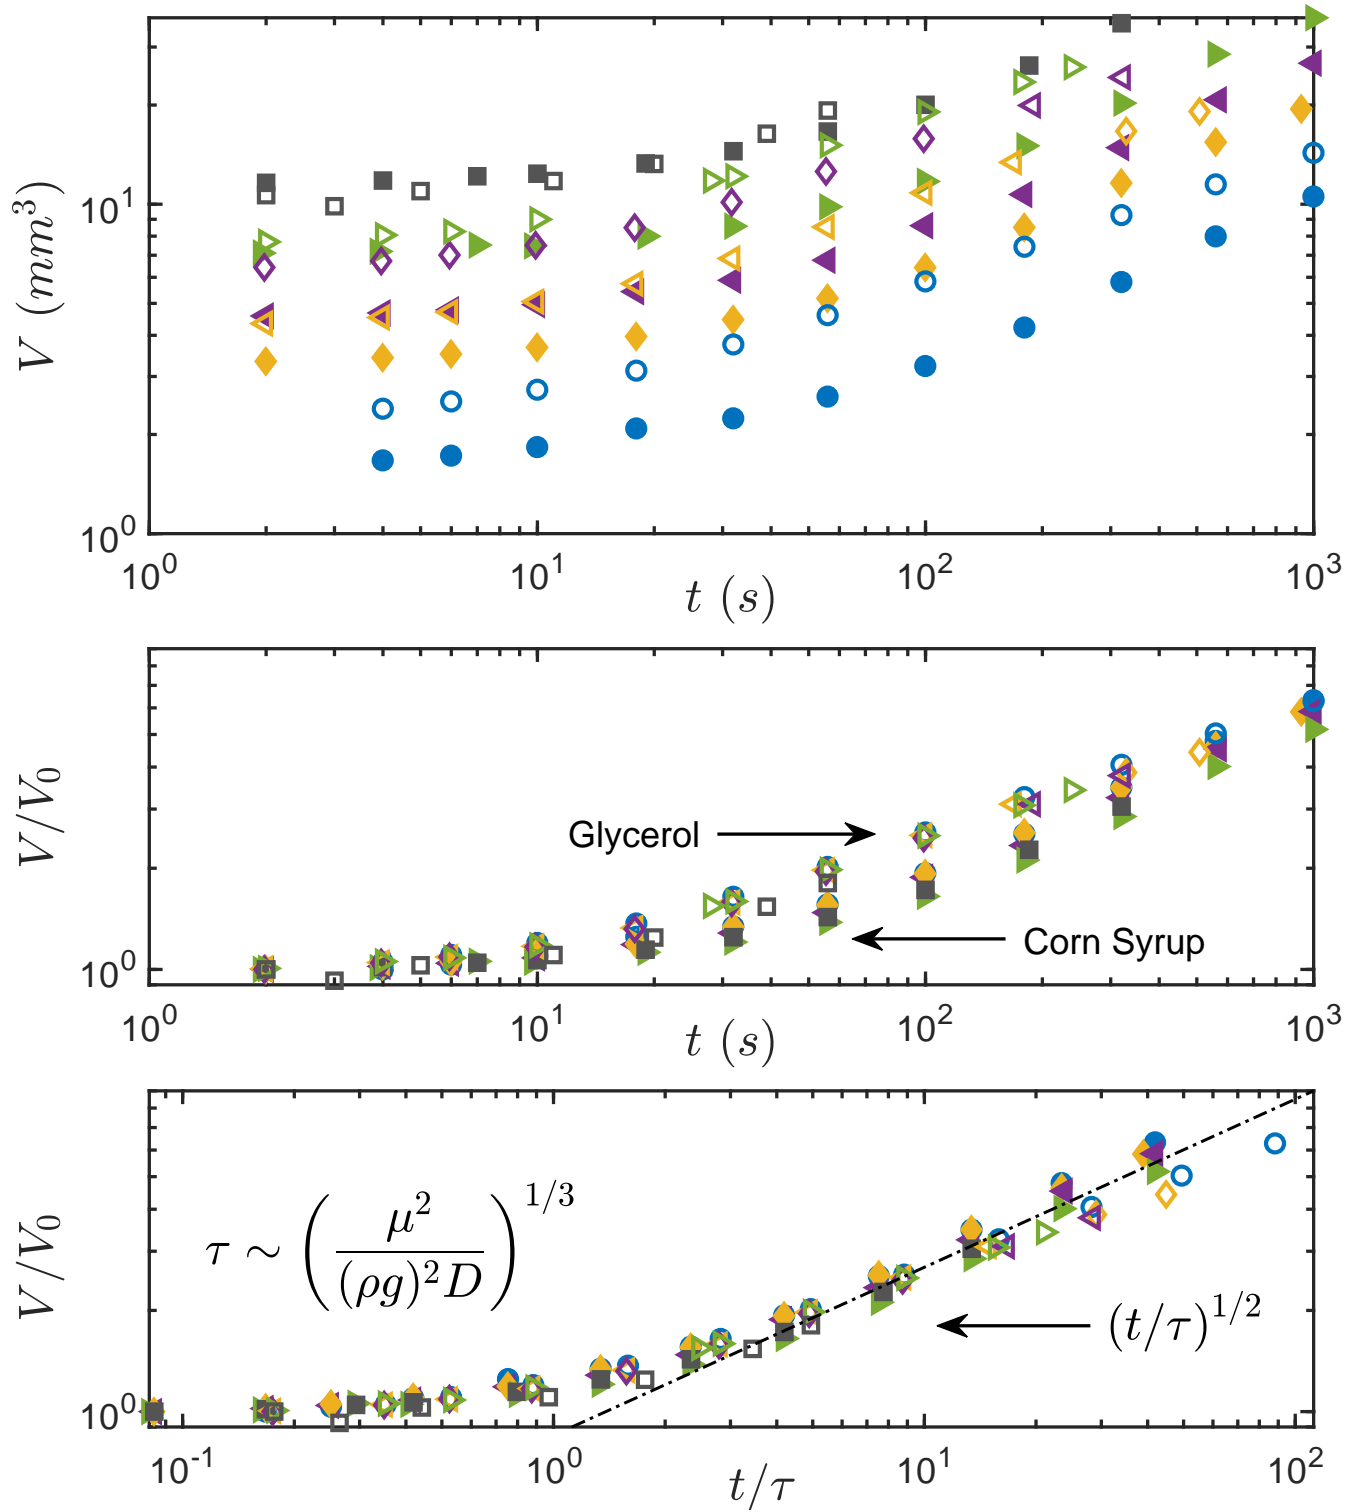 V (mm³)
10¹
10⁰
10⁰ 10¹ 10² 10³
t (s)
V/V₀
Glycerol
Corn Syrup
10⁰
10⁰ 10¹ 10² 10³
t (s)
V/V₀
τ ∼ (μ²/((ρg)²D))^{1/3}
(t/τ)^{1/2}
10⁰
10⁻¹ 10⁰ 10¹ 10²
t/τ